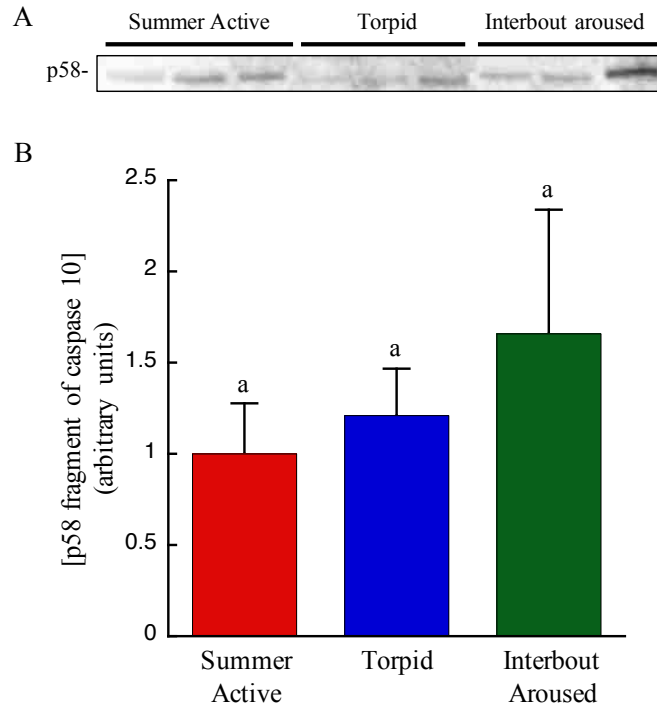 A
Summer Active Torpid Interbout aroused
p58-
B
[p58 fragment of caspase 10]
(arbitrary units)
2.5
2
1.5
1
0.5
0
a
a
a
Summer
Active
Torpid
Interbout
Aroused